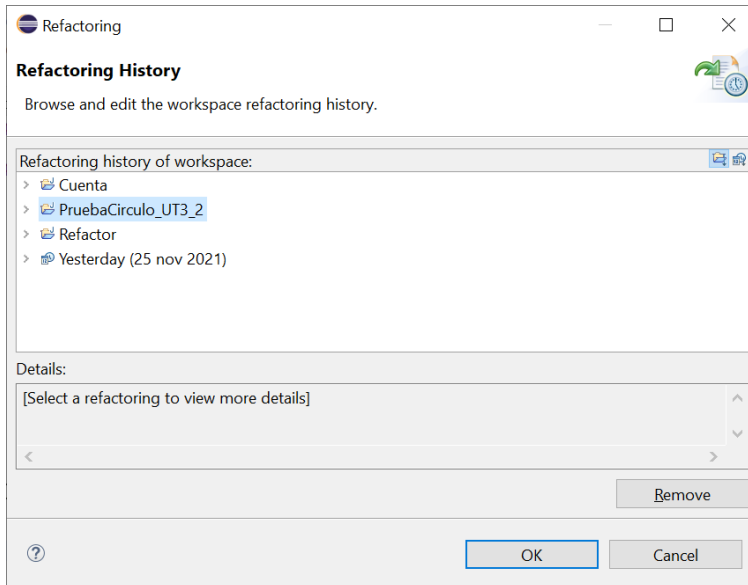 Refactoring
Refactoring History
Browse and edit the workspace refactoring history.
Refactoring history of workspace:
Cuenta
PruebaCirculo_UT3_2
Refactor
Yesterday (25 nov 2021)
Details:
[Select a refactoring to view more details]
Remove
OK
Cancel